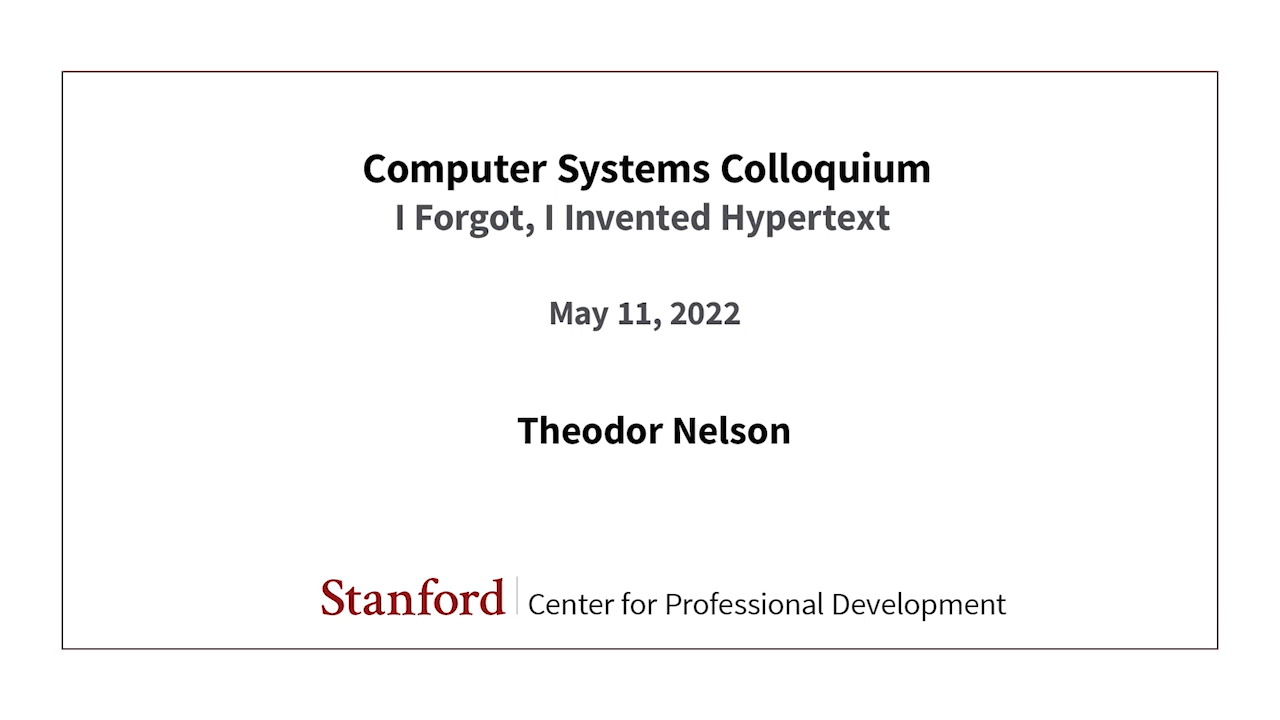 Computer Systems Colloquium
I Forgot, I Invented Hypertext
May 11, 2022
Theodor Nelson
Stanford Center for Professional Development